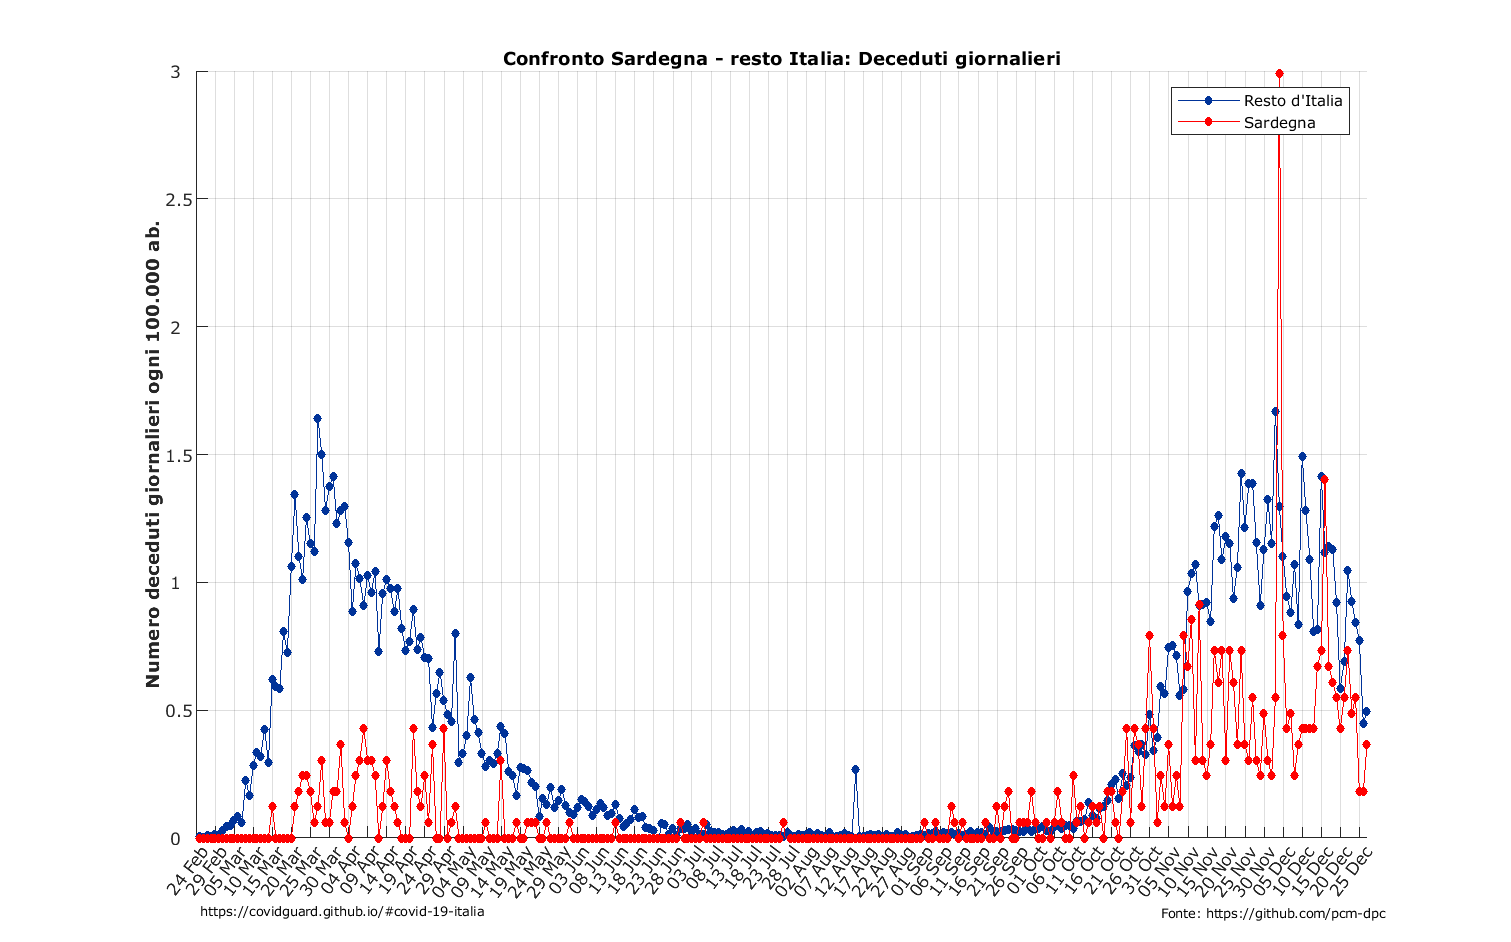 Confronto Sardegna - resto Italia: Deceduti giornalieri
Numero deceduti giornalieri ogni 100.000 ab.
3
2.5
2
1.5
1
0.5
0
Resto d'Italia
Sardegna
24 Feb
29 Feb
05 Mar
10 Mar
15 Mar
20 Mar
25 Mar
30 Mar
04 Apr
09 Apr
14 Apr
19 Apr
24 Apr
29 Apr
04 May
09 May
14 May
19 May
24 May
29 May
03 Jun
08 Jun
13 Jun
18 Jun
23 Jun
28 Jun
03 Jul
08 Jul
13 Jul
18 Jul
23 Jul
28 Jul
02 Aug
07 Aug
12 Aug
17 Aug
22 Aug
27 Aug
01 Sep
06 Sep
11 Sep
16 Sep
21 Sep
26 Sep
01 Oct
06 Oct
11 Oct
16 Oct
21 Oct
26 Oct
31 Oct
05 Nov
10 Nov
15 Nov
20 Nov
25 Nov
30 Nov
05 Dec
10 Dec
15 Dec
20 Dec
25 Dec
https://covidguard.github.io/#covid-19-italia
Fonte: https://github.com/pcm-dpc